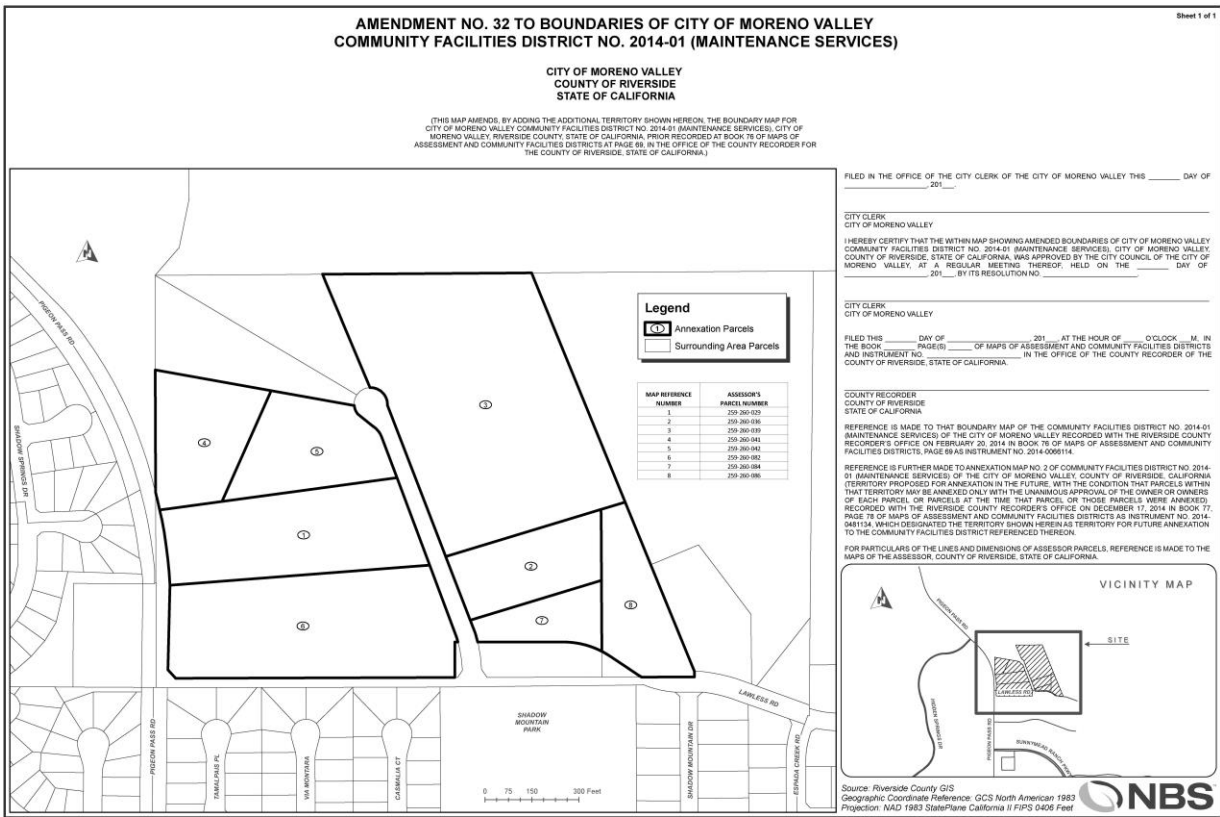 Sheet 1 of 1
AMENDMENT NO. 32 TO BOUNDARIES OF CITY OF MORENO VALLEY
COMMUNITY FACILITIES DISTRICT NO. 2014-01 (MAINTENANCE SERVICES)
CITY OF MORENO VALLEY
COUNTY OF RIVERSIDE
STATE OF CALIFORNIA
(THIS MAP AMENDS, BY ADDING THE ADDITIONAL TERRITORY SHOWN HEREON, THE BOUNDARY MAP FOR
CITY OF MORENO VALLEY COMMUNITY FACILITIES DISTRICT NO. 2014-01 (MAINTENANCE SERVICES), CITY OF
MORENO VALLEY, RIVERSIDE COUNTY, STATE OF CALIFORNIA, PRIOR RECORDED AT BOOK 76 OF MAPS OF
ASSESSMENT AND COMMUNITY FACILITIES DISTRICTS AT PAGE 69, IN THE OFFICE OF THE COUNTY RECORDER FOR
THE COUNTY OF RIVERSIDE, STATE OF CALIFORNIA.)
PIGEON PASS RD
SHADOW SPRINGS DR
3
4
5
1
2
8
7
6
Legend
1 Annexation Parcels
Surrounding Area Parcels
MAP REFERENCE NUMBER ASSESSOR'S PARCEL NUMBER
1 259-260-029
2 259-260-036
3 259-260-039
4 259-260-041
5 259-260-042
6 259-260-082
7 259-260-084
8 259-260-086
LAWLESS RD
SHADOW
MOUNTAIN
PARK
PIGEON PASS RD
TAMALPAIS PL
VIA MONTARA
CASMALIA CT
SHADOW MOUNTAIN DR
ESPADA CREEK RD
0 75 150 300 Feet
FILED IN THE OFFICE OF THE CITY CLERK OF THE CITY OF MORENO VALLEY THIS _______ DAY OF
_________________, 201___.
CITY CLERK
CITY OF MORENO VALLEY
I HEREBY CERTIFY THAT THE WITHIN MAP SHOWING AMENDED BOUNDARIES OF CITY OF MORENO VALLEY
COMMUNITY FACILITIES DISTRICT NO. 2014-01 (MAINTENANCE SERVICES), CITY OF MORENO VALLEY,
COUNTY OF RIVERSIDE, STATE OF CALIFORNIA, WAS APPROVED BY THE CITY COUNCIL OF THE CITY OF
MORENO VALLEY, AT A REGULAR MEETING THEREOF, HELD ON THE _______ DAY OF
_________________, 201___, BY ITS RESOLUTION NO. _________________.
CITY CLERK
CITY OF MORENO VALLEY
FILED THIS _______ DAY OF _________________, 201___, AT THE HOUR OF ____ O'CLOCK ___M, IN
THE BOOK ______ PAGE(S) _____ OF MAPS OF ASSESSMENT AND COMMUNITY FACILITIES DISTRICTS
AND INSTRUMENT NO. _________________ IN THE OFFICE OF THE COUNTY RECORDER OF THE
COUNTY OF RIVERSIDE, STATE OF CALIFORNIA.
COUNTY RECORDER
COUNTY OF RIVERSIDE
STATE OF CALIFORNIA
REFERENCE IS MADE TO THAT BOUNDARY MAP OF THE COMMUNITY FACILITIES DISTRICT NO. 2014-01
(MAINTENANCE SERVICES) OF THE CITY OF MORENO VALLEY RECORDED WITH THE RIVERSIDE COUNTY
RECORDER'S OFFICE ON FEBRUARY 20, 2014 IN BOOK 76 OF MAPS OF ASSESSMENT AND COMMUNITY
FACILITIES DISTRICTS, PAGE 69 AS INSTRUMENT NO. 2014-0066114.
REFERENCE IS FURTHER MADE TO ANNEXATION MAP NO. 2 OF COMMUNITY FACILITIES DISTRICT NO. 2014-
01 (MAINTENANCE SERVICES) OF THE CITY OF MORENO VALLEY, COUNTY OF RIVERSIDE, CALIFORNIA
(TERRITORY PROPOSED FOR ANNEXATION IN THE FUTURE, WITH THE CONDITION THAT PARCELS WITHIN
THAT TERRITORY MAY BE ANNEXED ONLY WITH THE UNANIMOUS APPROVAL OF THE OWNER OR OWNERS
OF EACH PARCEL OR PARCELS AT THE TIME THAT PARCEL OR THOSE PARCELS WERE ANNEXED)
RECORDED WITH THE RIVERSIDE COUNTY RECORDER'S OFFICE ON DECEMBER 17, 2014 IN BOOK 77,
PAGE 78 OF MAPS OF ASSESSMENT AND COMMUNITY FACILITIES DISTRICTS AS INSTRUMENT NO. 2014-
0481134, WHICH DESIGNATED THE TERRITORY SHOWN HEREIN AS TERRITORY FOR FUTURE ANNEXATION
TO THE COMMUNITY FACILITIES DISTRICT REFERENCED THEREON.
FOR PARTICULARS OF THE LINES AND DIMENSIONS OF ASSESSOR PARCELS, REFERENCE IS MADE TO THE
MAPS OF THE ASSESSOR, COUNTY OF RIVERSIDE, STATE OF CALIFORNIA.
VICINITY MAP
PIGEON PASS RD
SITE
LAWLESS RD
HIDDEN SPRINGS DR
PIGEON PASS RD
SUNNYMEAD RANCH PKWY
Source: Riverside County GIS
Geographic Coordinate Reference: GCS North American 1983
Projection: NAD 1983 StatePlane California II FIPS 0406 Feet
NBS